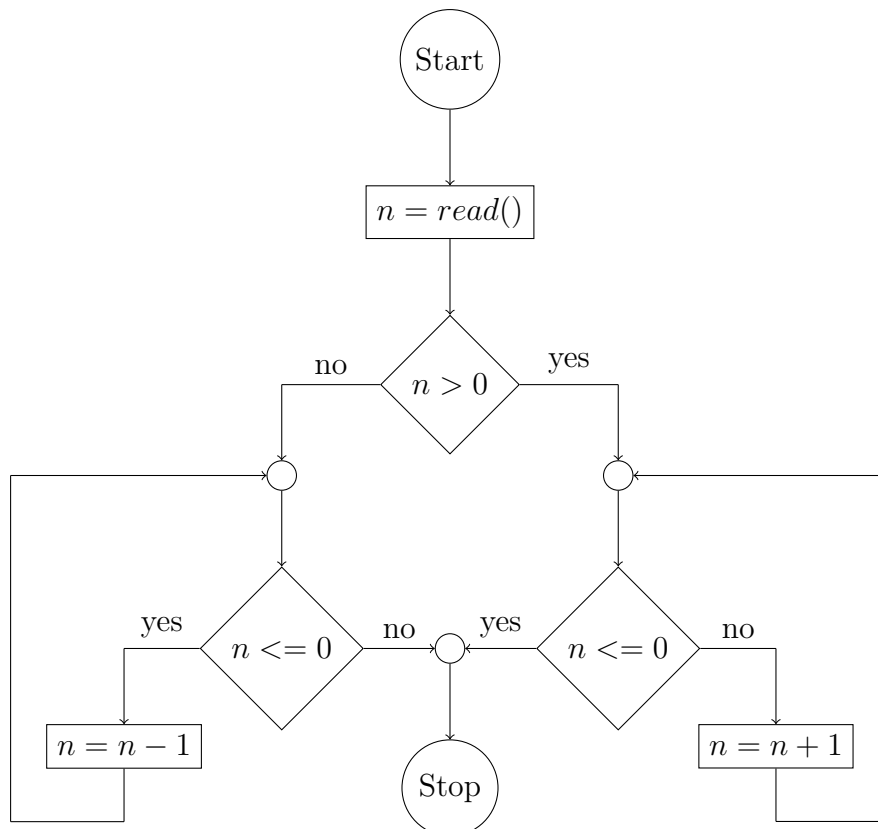 Start
n = read()
n > 0
no
yes
n <= 0
yes
no
n <= 0
yes
no
n = n − 1
n = n + 1
Stop